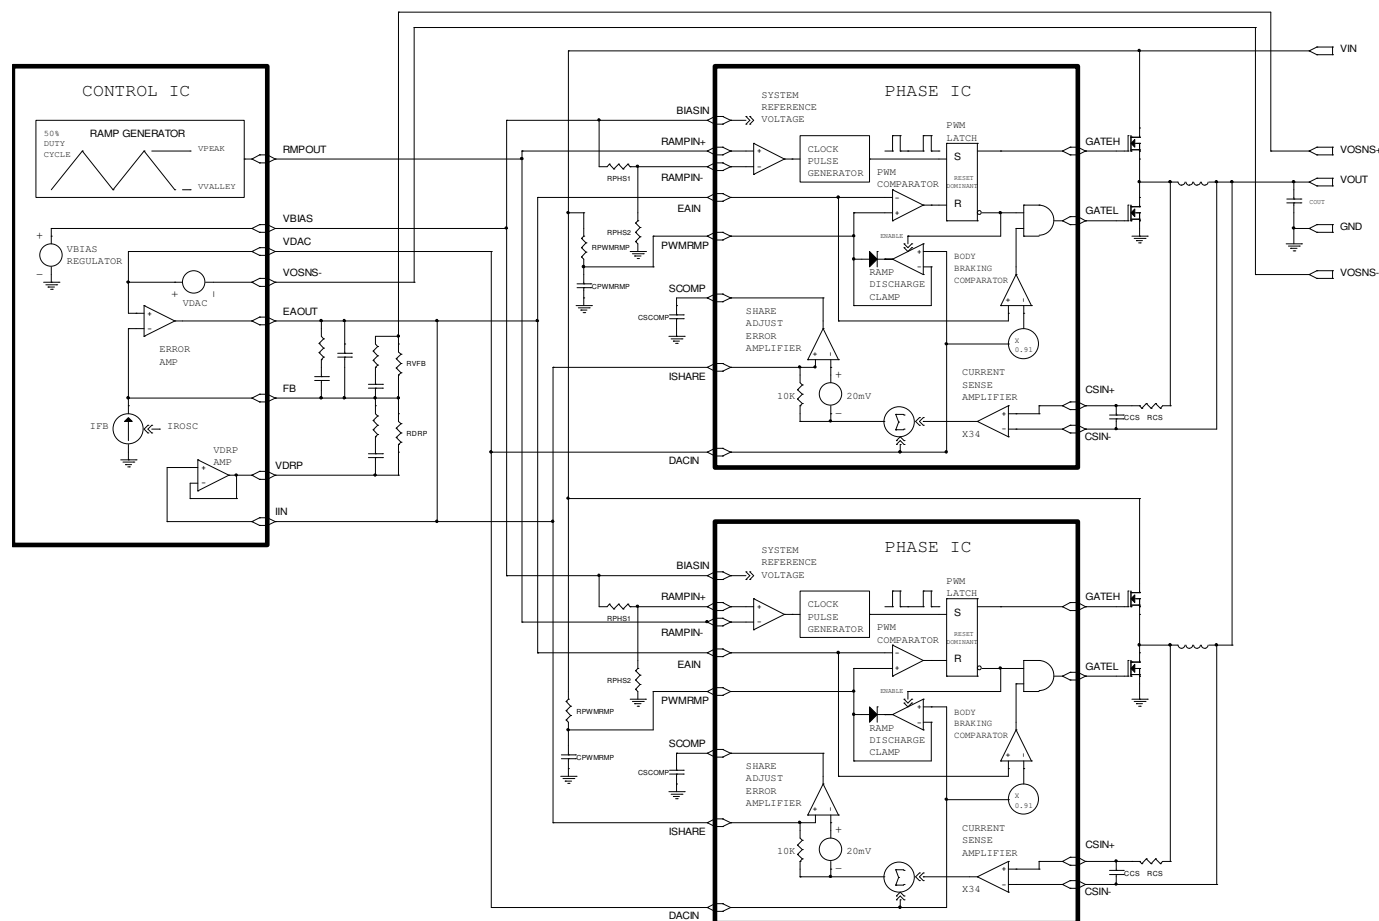 CONTROL IC
50%
DUTY
CYCLE
RAMP GENERATOR
VPEAK
VVALLEY
RMPOUT
VBIAS
VDAC
+
VBIAS
REGULATOR
-
VOSNS-
+ VDAC -
EAOUT
+
-
ERROR
AMP
RVFB
FB
IFB
IROSC
RDRP
VDRP
AMP
+
-
VDRP
IIN
VIN
VOSNS+
VOUT
COUT
GND
VOSNS-
PHASE IC
BIASIN
SYSTEM
REFERENCE
VOLTAGE
RAMPIN+
RPHS1
RAMPIN-
+
-
CLOCK
PULSE
GENERATOR
PWM
LATCH
S
RESET
DOMINANT
R
GATEH
PWM
COMPARATOR
-
+
EAIN
RPHS2
RPWMRMP
PWMRMP
GATEL
ENABLE
+
-
RAMP
DISCHARGE
CLAMP
BODY
BRAKING
COMPARATOR
+ -
CPWMRMP
SCOMP
CSCOMP
SHARE
ADJUST
ERROR
AMPLIFIER
+ -
X
0.91
ISHARE
10K
+
20mV
-
CURRENT
SENSE
AMPLIFIER
+
-
X34
Σ
CSIN+
CCS
RCS
CSIN-
DACIN
PHASE IC
BIASIN
SYSTEM
REFERENCE
VOLTAGE
RAMPIN+
RPHS1
RAMPIN-
+
-
CLOCK
PULSE
GENERATOR
PWM
LATCH
S
RESET
DOMINANT
R
GATEH
PWM
COMPARATOR
-
+
EAIN
RPHS2
PWMRMP
RPWMRMP
GATEL
ENABLE
+
-
RAMP
DISCHARGE
CLAMP
BODY
BRAKING
COMPARATOR
+ -
SCOMP
CPWMRMP
CSCOMP
SHARE
ADJUST
ERROR
AMPLIFIER
+ -
X
0.91
ISHARE
10K
+
20mV
-
CURRENT
SENSE
AMPLIFIER
+
-
X34
Σ
CSIN+
CCS
RCS
CSIN-
DACIN